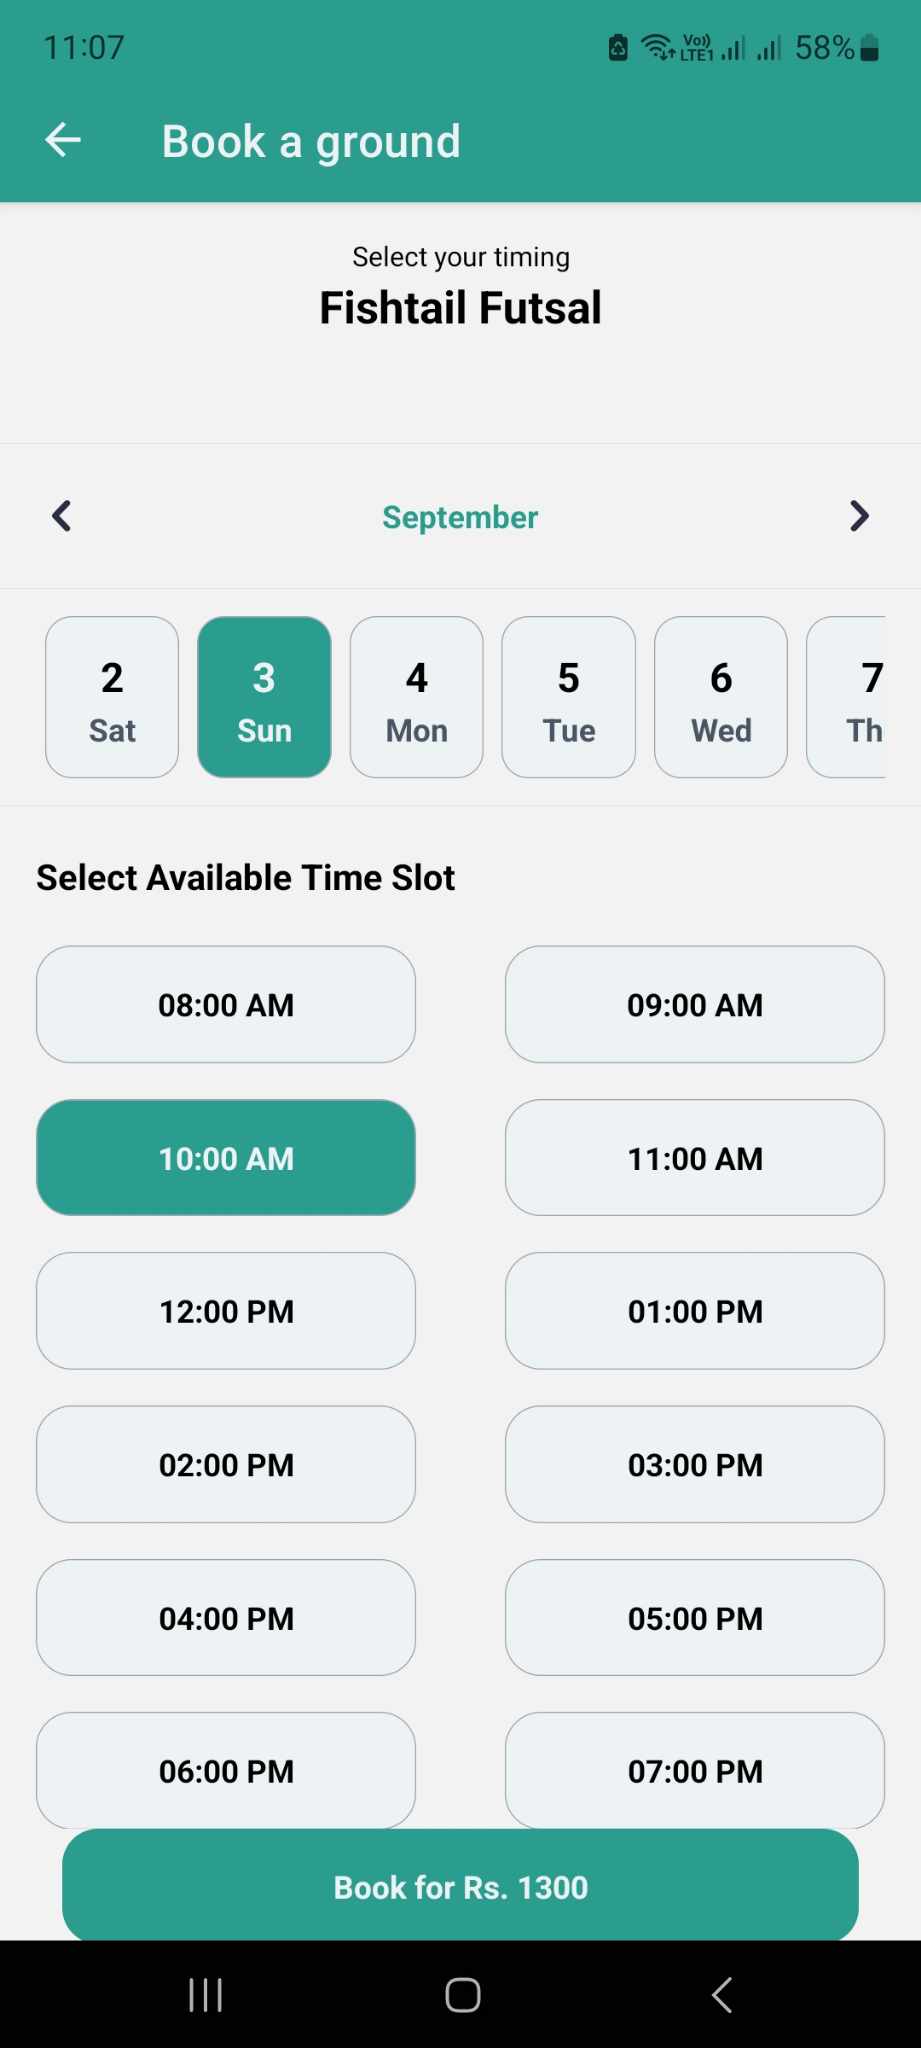 11:07 Vo)) LTE1 58%
Book a ground
Select your timing
Fishtail Futsal
September
2 3 4 5 6 7
Sat Sun Mon Tue Wed Th
Select Available Time Slot
08:00 AM 09:00 AM
10:00 AM 11:00 AM
12:00 PM 01:00 PM
02:00 PM 03:00 PM
04:00 PM 05:00 PM
06:00 PM 07:00 PM
Book for Rs. 1300